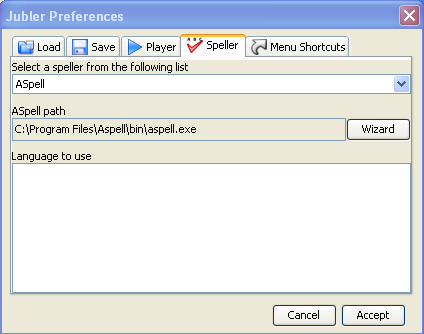 Jubler Preferences
Load Save Player Speller Menu Shortcuts
Select a speller from the following list
ASpell
ASpell path
C:\Program Files\Aspell\bin\aspell.exe Wizard
Language to use
Cancel Accept